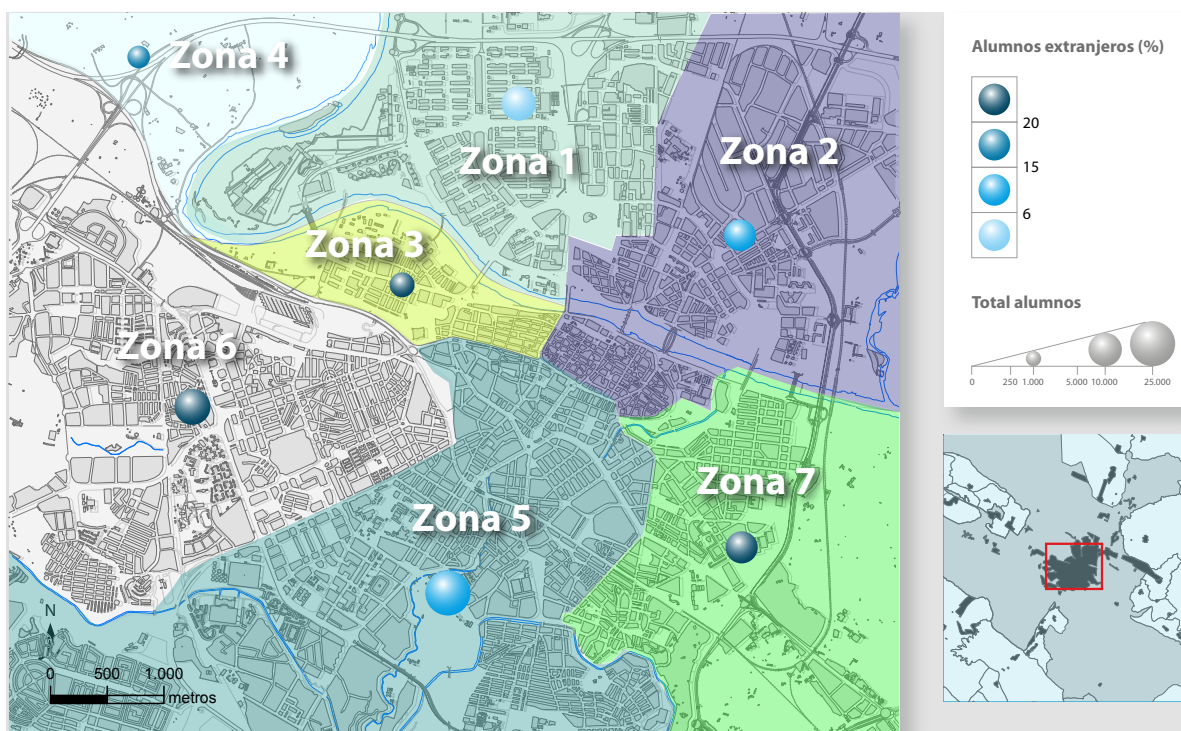 Zona 4
Zona 1
Zona 2
Zona 3
Zona 6
Zona 7
Zona 5
N
0 500 1.000
metros
Alumnos extranjeros (%)
20
15
6
Total alumnos
0 250 1.000 5.000 10.000 25.000